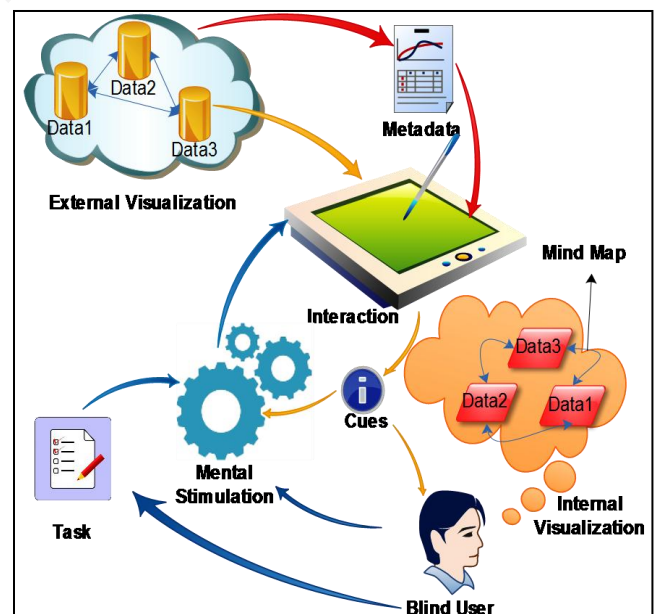 Data2
Data1
Data3
External Visualization
Metadada
Mind Map
Interaction
Data3
Data2
Data1
Cues
Mental
Stimulation
Internal
Visualization
Task
Blind User